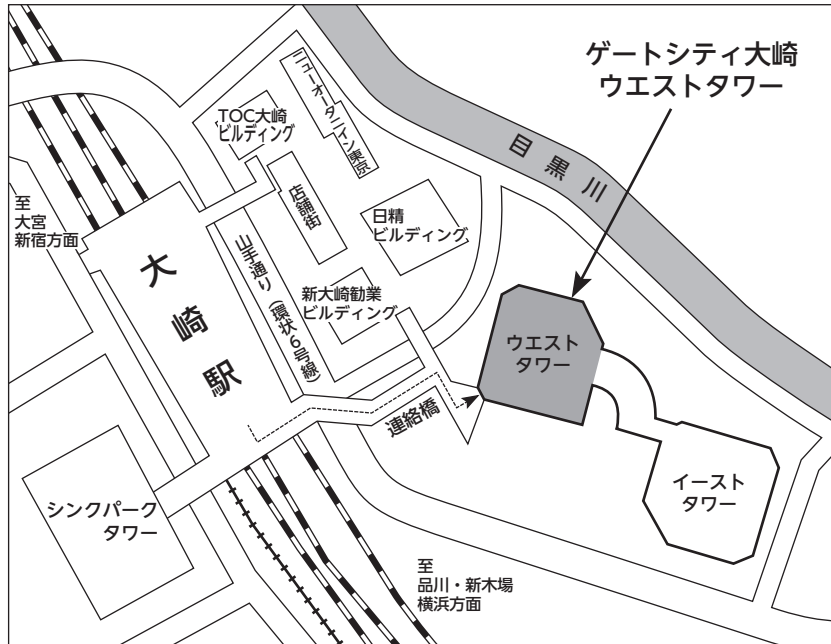 ゲートシティ大崎
ウエストタワー
目黒川
ニューオータニイン東京
TOC大崎
ビルディング
店舗街
日精
ビルディング
至
大宮
新宿方面
山手通り(環状6号線)
新大崎勧業
ビルディング
大崎駅
ウエスト
タワー
連絡橋
イースト
タワー
シンクパーク
タワー
至
品川・新木場
横浜方面